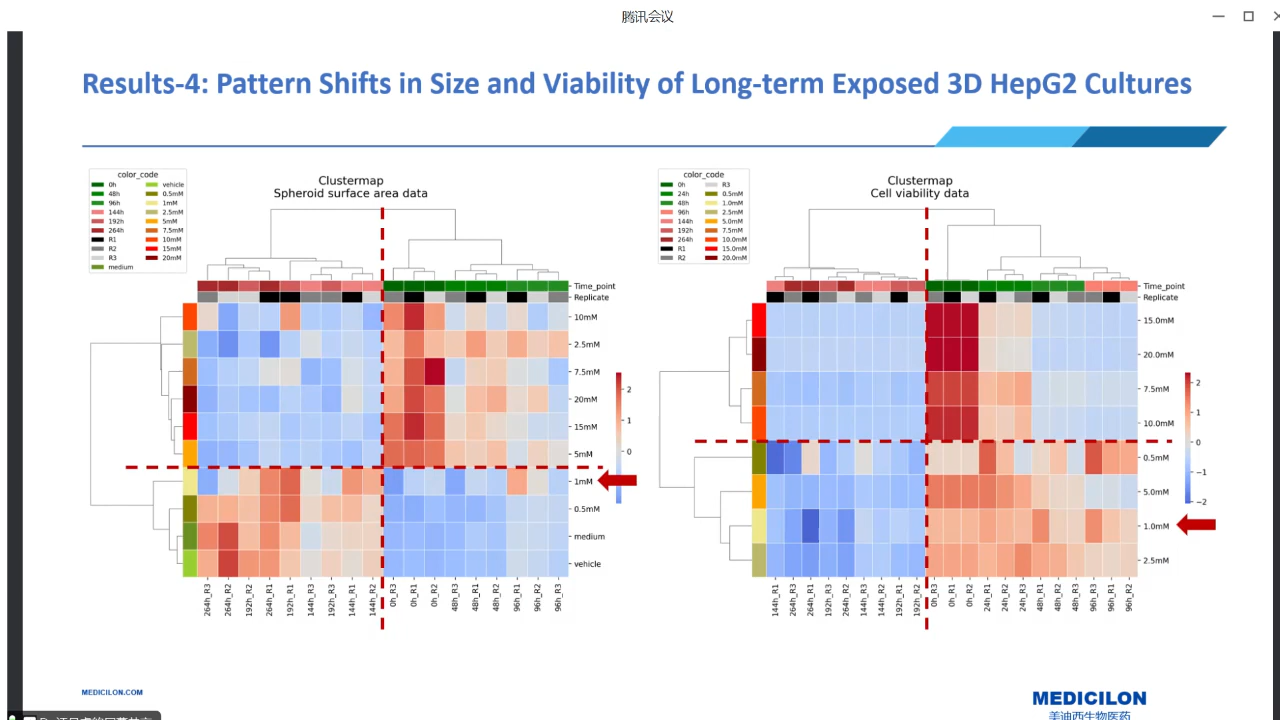 腾讯会议
Results-4: Pattern Shifts in Size and Viability of Long-term Exposed 3D HepG2 Cultures
color_code
0h vehicle
48h 0.5mM
96h 1mM
144h 2.5mM
192h 5mM
264h 7.5mM
R1 10mM
R2 15mM
R3 20mM
medium
Clustermap
Spheroid surface area data
Time_point
Replicate
10mM
2.5mM
7.5mM
20mM
15mM
5mM
1mM
0.5mM
medium
vehicle
2
1
0
264h_R3
264h_R2
192h_R2
264h_R1
192h_R1
144h_R3
192h_R3
144h_R1
144h_R2
0h_R3
0h_R1
0h_R2
48h_R3
48h_R1
48h_R2
96h_R1
96h_R2
96h_R3
color_code
0h R3
24h 0.5mM
48h 1.0mM
96h 2.5mM
144h 5.0mM
192h 7.5mM
264h 10.0mM
R1 15.0mM
R2 20.0mM
Clustermap
Cell viability data
Time_point
Replicate
15.0mM
20.0mM
7.5mM
10.0mM
0.5mM
5.0mM
1.0mM
2.5mM
2
1
0
−1
−2
144h_R1
264h_R3
264h_R1
192h_R3
264h_R2
144h_R3
144h_R2
192h_R1
192h_R2
0h_R3
0h_R1
0h_R2
24h_R1
24h_R2
24h_R3
48h_R1
48h_R2
48h_R3
96h_R3
96h_R1
96h_R2
MEDICILON.COM
MEDICILON
美迪西生物医药